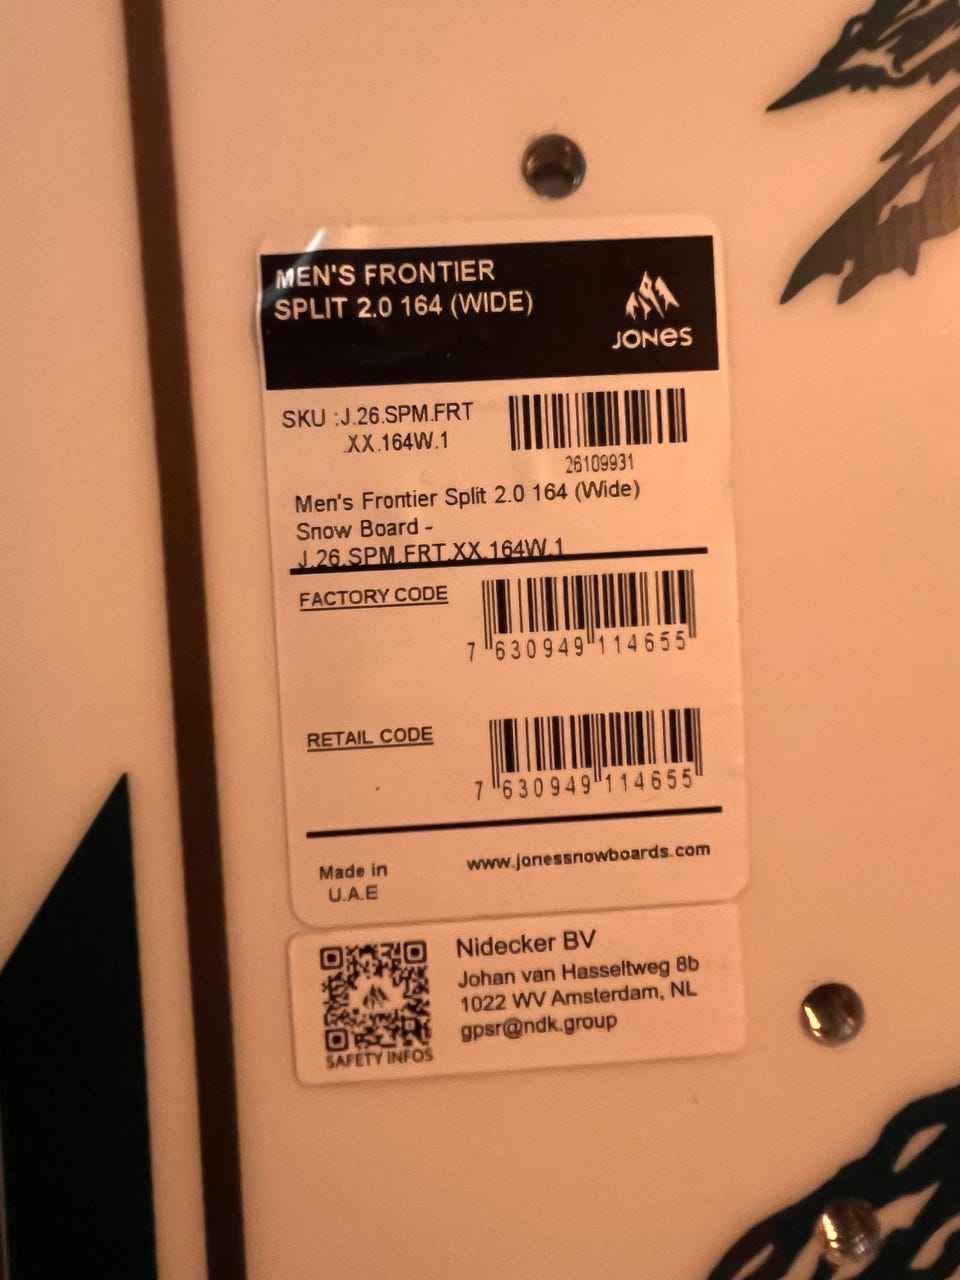 MEN'S FRONTIER
SPLIT 2.0 164 (WIDE)
JONES
SKU :J.26.SPM.FRT
.XX.164W.1
26109931
Men's Frontier Split 2.0 164 (Wide)
Snow Board -
J.26.SPM.FRT.XX.164W.1
FACTORY CODE
7 630949 114655
RETAIL CODE
7 630949 114655
Made in
U.A.E
www.jonessnowboards.com
Nidecker BV
Johan van Hasseltweg 8b
1022 WV Amsterdam, NL
gpsr@ndk.group
SAFETY INFOS